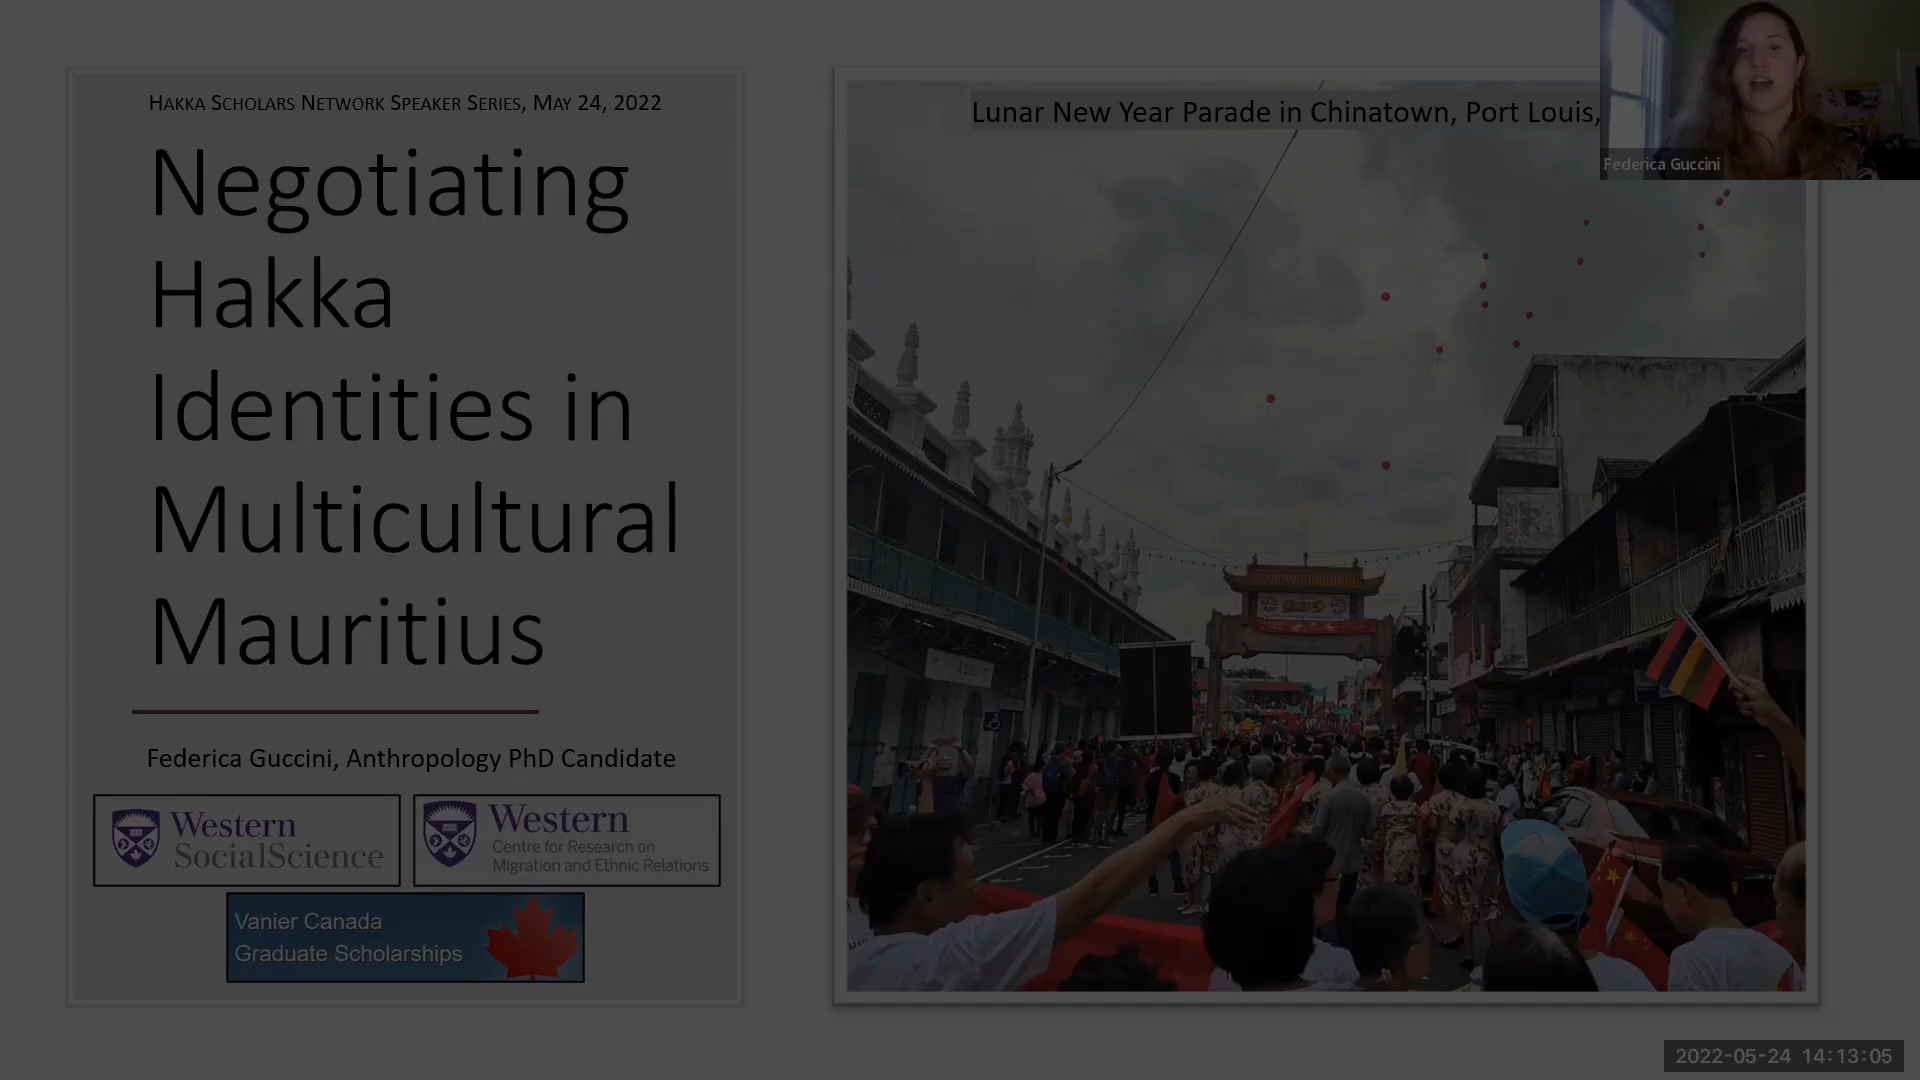 HAKKA SCHOLARS NETWORK SPEAKER SERIES, MAY 24, 2022
Negotiating
Hakka
Identities in
Multicultural
Mauritius
Federica Guccini, Anthropology PhD Candidate
Western
SocialScience
Western
Centre for Research on
Migration and Ethnic Relations
Vanier Canada
Graduate Scholarships
Lunar New Year Parade in Chinatown, Port Louis,
Federica Guccini
2022-05-24 14:13:05